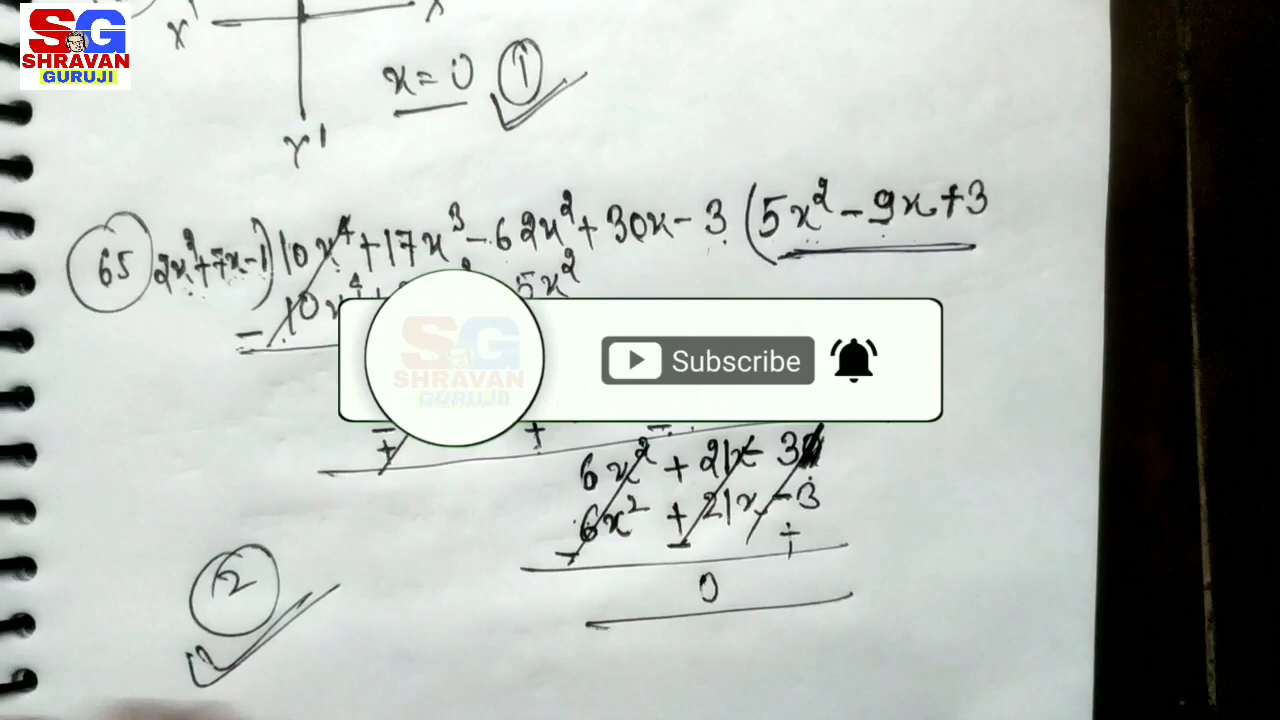 SG
SHRAVAN
GURUJI
x' x
x = 0 ①
Y'
65 2x²+7x-1)10x⁴+17x³-62x²+30x-3(5x²-9x+3
10x⁴+ 5x²
-
SG
SHRAVAN
GURUJI
Subscribe
- + + -
6x²+21x-3
6x²+21x-3
- - +
0
2